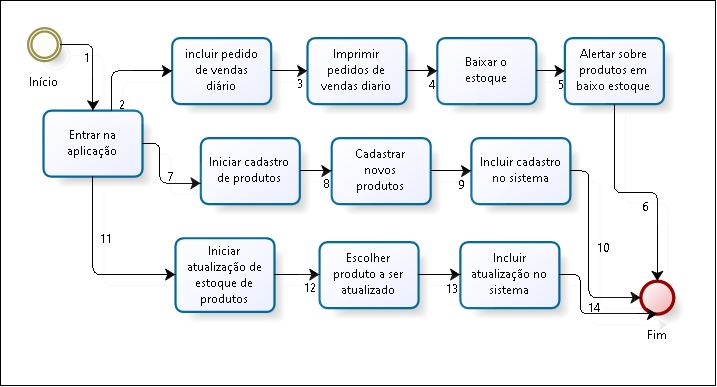 Início
1
Entrar na
aplicação
2
incluir pedido
de vendas
diário
3
Imprimir
pedidos de
vendas diario
4
Baixar o
estoque
5
Alertar sobre
produtos em
baixo estoque
6
7
Iniciar cadastro
de produtos
8
Cadastrar
novos
produtos
9
Incluir cadastro
no sistema
10
11
Iniciar
atualização de
estoque de
produtos
12
Escolher
produto a ser
atualizado
13
Incluir
atualização no
sistema
14
Fim